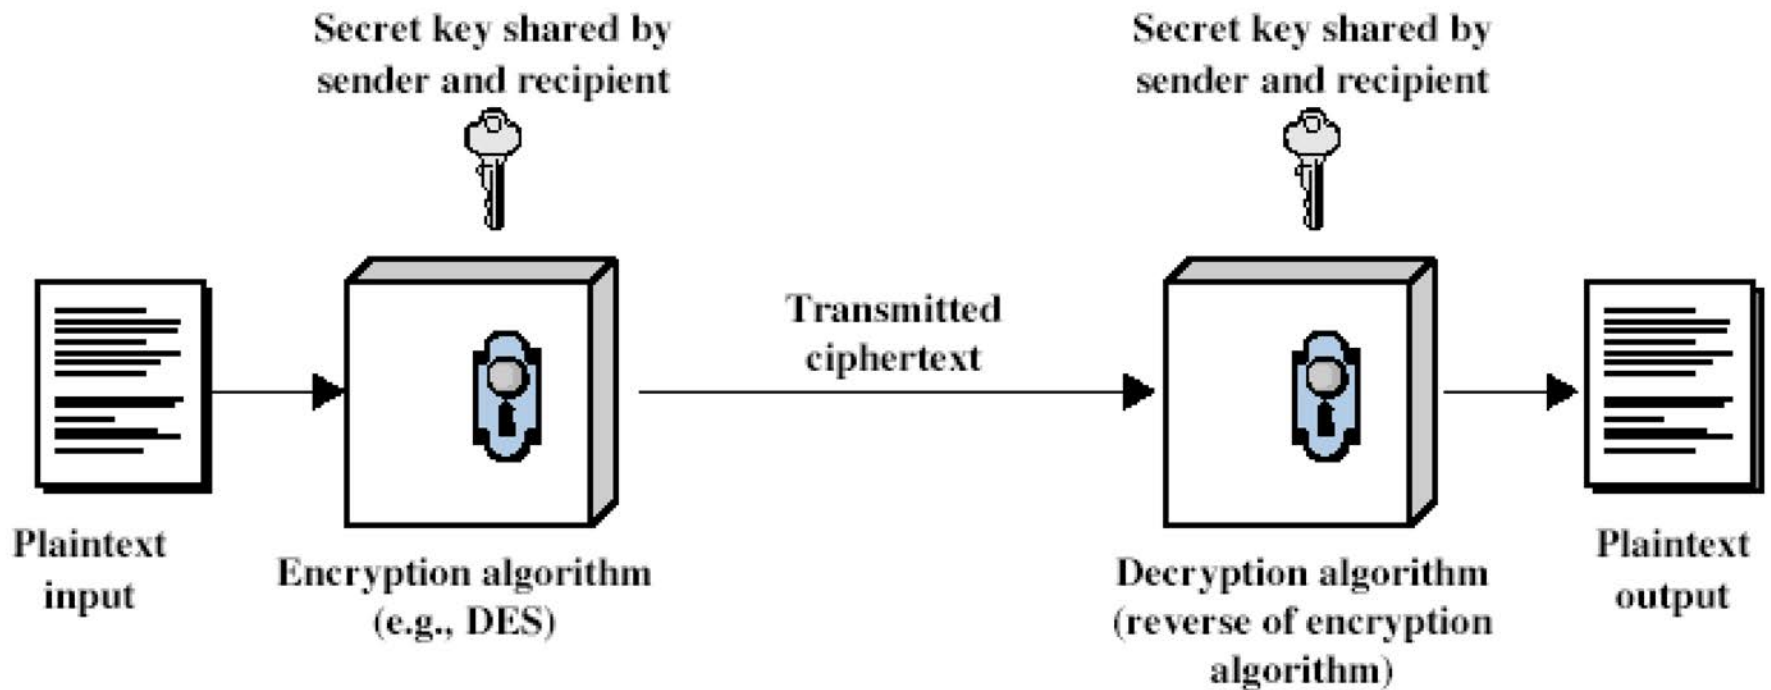 Secret key shared by
sender and recipient
Secret key shared by
sender and recipient
Transmitted
ciphertext
Plaintext
input
Encryption algorithm
(e.g., DES)
Decryption algorithm
(reverse of encryption
algorithm)
Plaintext
output